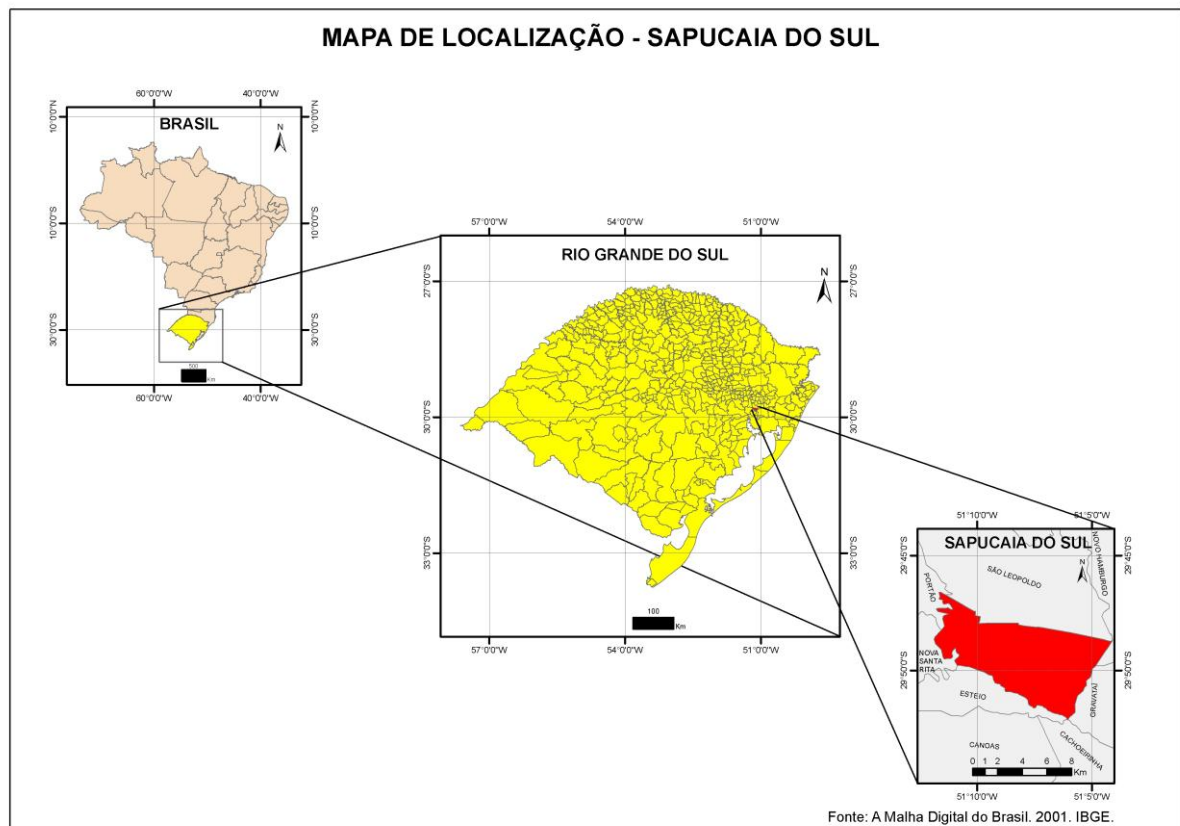 MAPA DE LOCALIZAÇÃO - SAPUCAIA DO SUL
60°0'0"W 40°0'0"W
10°0'0"N 10°0'0"N
BRASIL
N
10°0'0"S 10°0'0"S
30°0'0"S 30°0'0"S
500
Km
60°0'0"W 40°0'0"W
57°0'0"W 54°0'0"W 51°0'0"W
RIO GRANDE DO SUL
N
27°0'0"S 27°0'0"S
30°0'0"S 30°0'0"S
33°0'0"S 33°0'0"S
100
Km
57°0'0"W 54°0'0"W 51°0'0"W
51°10'0"W 51°5'0"W
SAPUCAIA DO SUL
29°45'0"S 29°45'0"S
N
NOVO HAMBURGO
SÃO LEOPOLDO
PORTÃO
NOVA
SANTA
RITA
29°50'0"S 29°50'0"S
ESTEIO
GRAVATAÍ
CANOAS
CACHOEIRINHA
0 1 2 4 6 8
Km
51°10'0"W 51°5'0"W
Fonte: A Malha Digital do Brasil. 2001. IBGE.